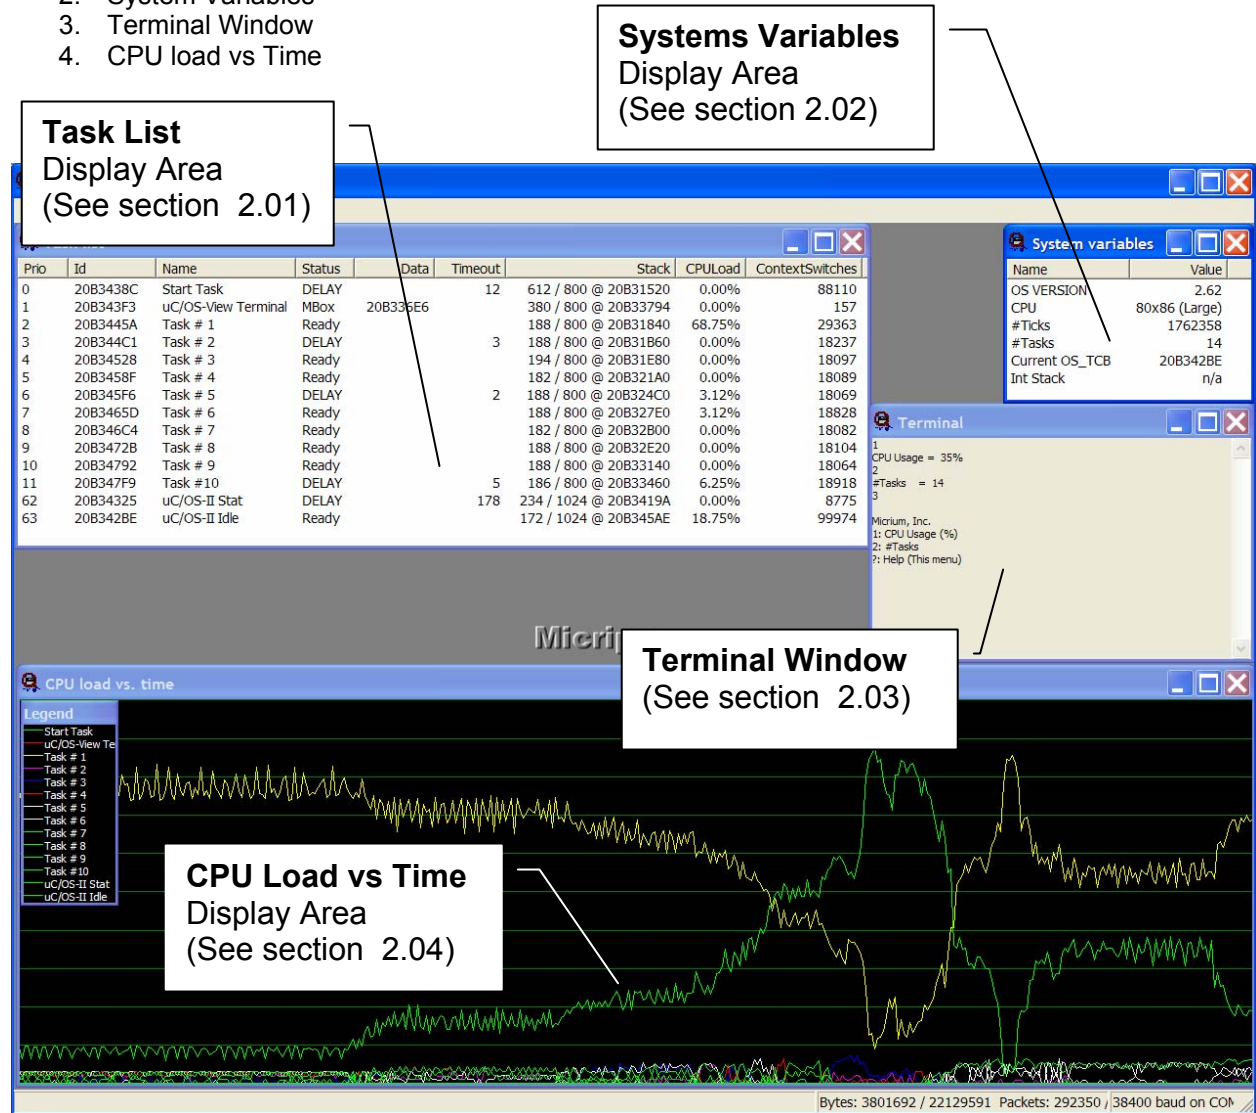 2. System Variables
3. Terminal Window
4. CPU load vs Time
Systems Variables
Display Area
(See section 2.02)
Task List
Display Area
(See section 2.01)
System variables
Name Value
OS VERSION 2.62
CPU 80x86 (Large)
#Ticks 1762358
#Tasks 14
Current OS_TCB 20B342BE
Int Stack n/a
Prio Id Name Status Data Timeout Stack CPULoad ContextSwitches
0 20B3438C Start Task DELAY 12 612 / 800 @ 20B31520 0.00% 88110
1 20B343F3 uC/OS-View Terminal MBox 20B336E6 380 / 800 @ 20B33794 0.00% 157
2 20B3445A Task # 1 Ready 188 / 800 @ 20B31840 68.75% 29363
3 20B344C1 Task # 2 DELAY 3 188 / 800 @ 20B31B60 0.00% 18237
4 20B34528 Task # 3 Ready 194 / 800 @ 20B31E80 0.00% 18097
5 20B3458F Task # 4 Ready 182 / 800 @ 20B321A0 0.00% 18089
6 20B345F6 Task # 5 DELAY 2 188 / 800 @ 20B324C0 3.12% 18069
7 20B3465D Task # 6 Ready 188 / 800 @ 20B327E0 3.12% 18828
8 20B346C4 Task # 7 Ready 182 / 800 @ 20B32B00 0.00% 18082
9 20B3472B Task # 8 Ready 188 / 800 @ 20B32E20 0.00% 18104
10 20B34792 Task # 9 Ready 188 / 800 @ 20B33140 0.00% 18064
11 20B347F9 Task #10 DELAY 5 186 / 800 @ 20B33460 6.25% 18918
62 20B34325 uC/OS-II Stat DELAY 178 234 / 1024 @ 20B3419A 0.00% 8775
63 20B342BE uC/OS-II Idle Ready 172 / 1024 @ 20B345AE 18.75% 99974
Terminal
1
CPU Usage = 35%
2
#Tasks = 14
3
Micrium, Inc.
1: CPU Usage (%)
2: #Tasks
?: Help (This menu)
Terminal Window
(See section 2.03)
CPU load vs. time
Legend
Start Task
uC/OS-View Te
Task # 1
Task # 2
Task # 3
Task # 4
Task # 5
Task # 6
Task # 7
Task # 8
Task # 9
Task #10
uC/OS-II Stat
uC/OS-II Idle
CPU Load vs Time
Display Area
(See section 2.04)
Bytes: 3801692 / 22129591 Packets: 292350 / 38400 baud on COM